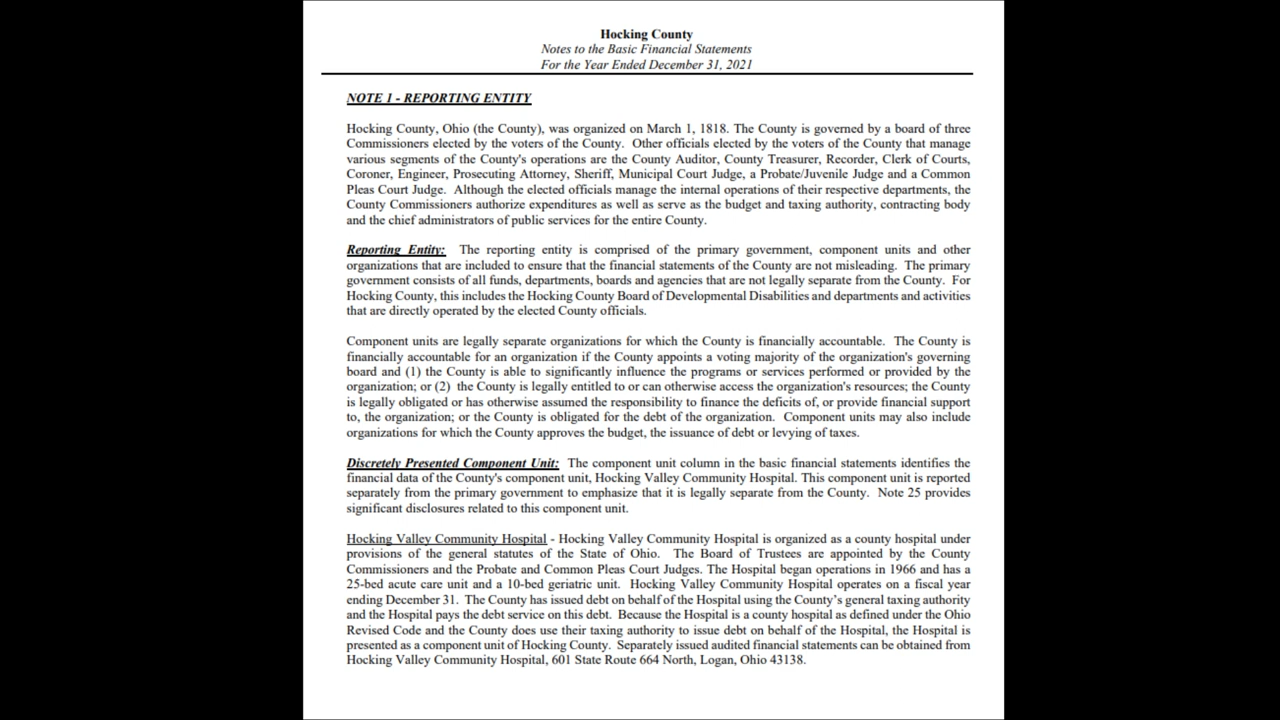 Hocking County
Notes to the Basic Financial Statements
For the Year Ended December 31, 2021
NOTE 1 - REPORTING ENTITY
Hocking County, Ohio (the County), was organized on March 1, 1818. The County is governed by a board of three
Commissioners elected by the voters of the County. Other officials elected by the voters of the County that manage
various segments of the County's operations are the County Auditor, County Treasurer, Recorder, Clerk of Courts,
Coroner, Engineer, Prosecuting Attorney, Sheriff, Municipal Court Judge, a Probate/Juvenile Judge and a Common
Pleas Court Judge. Although the elected officials manage the internal operations of their respective departments, the
County Commissioners authorize expenditures as well as serve as the budget and taxing authority, contracting body
and the chief administrators of public services for the entire County.
Reporting Entity: The reporting entity is comprised of the primary government, component units and other
organizations that are included to ensure that the financial statements of the County are not misleading. The primary
government consists of all funds, departments, boards and agencies that are not legally separate from the County. For
Hocking County, this includes the Hocking County Board of Developmental Disabilities and departments and activities
that are directly operated by the elected County officials.
Component units are legally separate organizations for which the County is financially accountable. The County is
financially accountable for an organization if the County appoints a voting majority of the organization's governing
board and (1) the County is able to significantly influence the programs or services performed or provided by the
organization; or (2) the County is legally entitled to or can otherwise access the organization's resources; the County
is legally obligated or has otherwise assumed the responsibility to finance the deficits of, or provide financial support
to, the organization; or the County is obligated for the debt of the organization. Component units may also include
organizations for which the County approves the budget, the issuance of debt or levying of taxes.
Discretely Presented Component Unit: The component unit column in the basic financial statements identifies the
financial data of the County's component unit, Hocking Valley Community Hospital. This component unit is reported
separately from the primary government to emphasize that it is legally separate from the County. Note 25 provides
significant disclosures related to this component unit.
Hocking Valley Community Hospital - Hocking Valley Community Hospital is organized as a county hospital under
provisions of the general statutes of the State of Ohio. The Board of Trustees are appointed by the County
Commissioners and the Probate and Common Pleas Court Judges. The Hospital began operations in 1966 and has a
25-bed acute care unit and a 10-bed geriatric unit. Hocking Valley Community Hospital operates on a fiscal year
ending December 31. The County has issued debt on behalf of the Hospital using the County's general taxing authority
and the Hospital pays the debt service on this debt. Because the Hospital is a county hospital as defined under the Ohio
Revised Code and the County does use their taxing authority to issue debt on behalf of the Hospital, the Hospital is
presented as a component unit of Hocking County. Separately issued audited financial statements can be obtained from
Hocking Valley Community Hospital, 601 State Route 664 North, Logan, Ohio 43138.